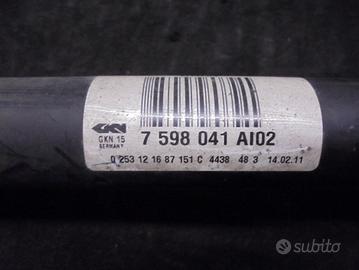 GKN
GKN 15
GERMANY
7 598 041 AI02
0 253 12 16 87 151 C 4438 48 3 14.02.11
subito